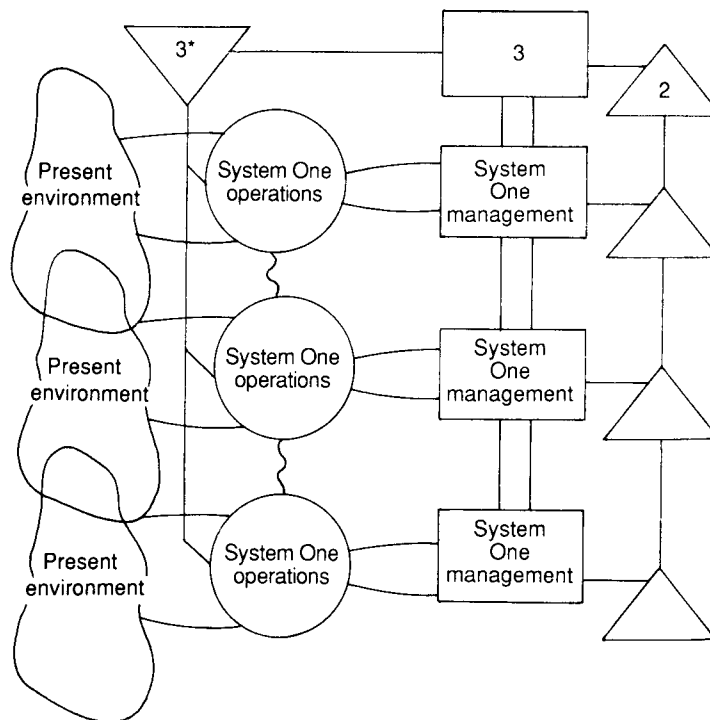 3*
3
2
Present
environment
System One
operations
System
One
management
Present
environment
System One
operations
System
One
management
Present
environment
System One
operations
System
One
management